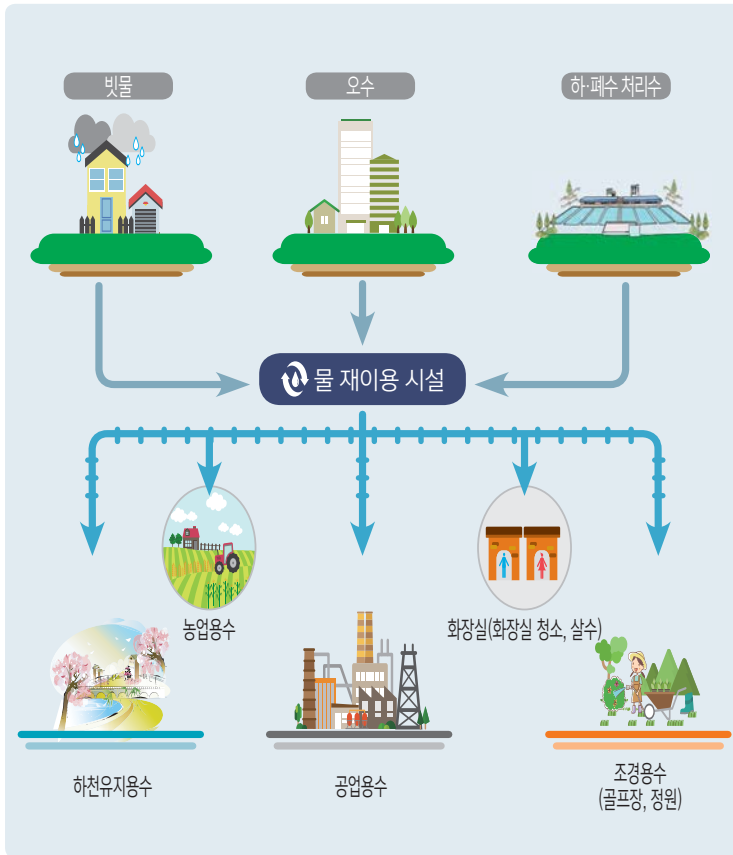 빗물
오수
하·폐수 처리수
물 재이용 시설
농업용수
화장실(화장실 청소, 살수)
하천유지용수
공업용수
조경용수
(골프장, 정원)